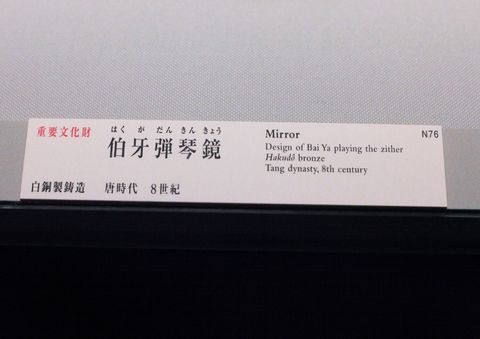 重要文化財
はく が だん きん きょう
伯牙弾琴鏡
白銅製鋳造 唐時代 8世紀
Mirror
Design of Bai Ya playing the zither
Hakudô bronze
Tang dynasty, 8th century
N76